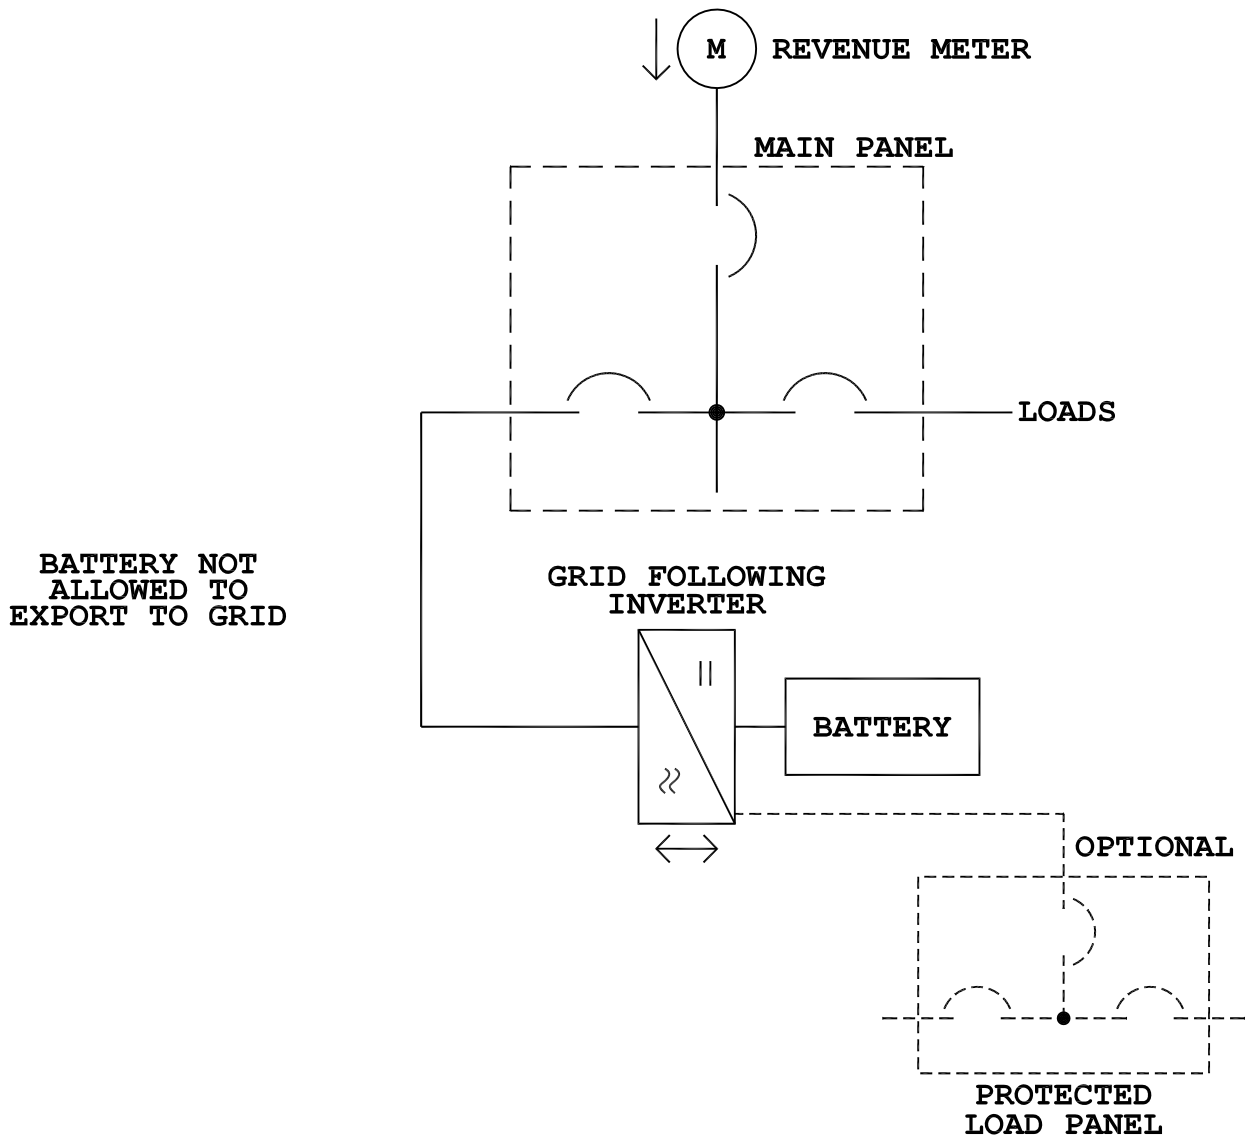 M
REVENUE METER
MAIN PANEL
LOADS
BATTERY NOT
ALLOWED TO
EXPORT TO GRID
GRID FOLLOWING
INVERTER
BATTERY
OPTIONAL
PROTECTED
LOAD PANEL